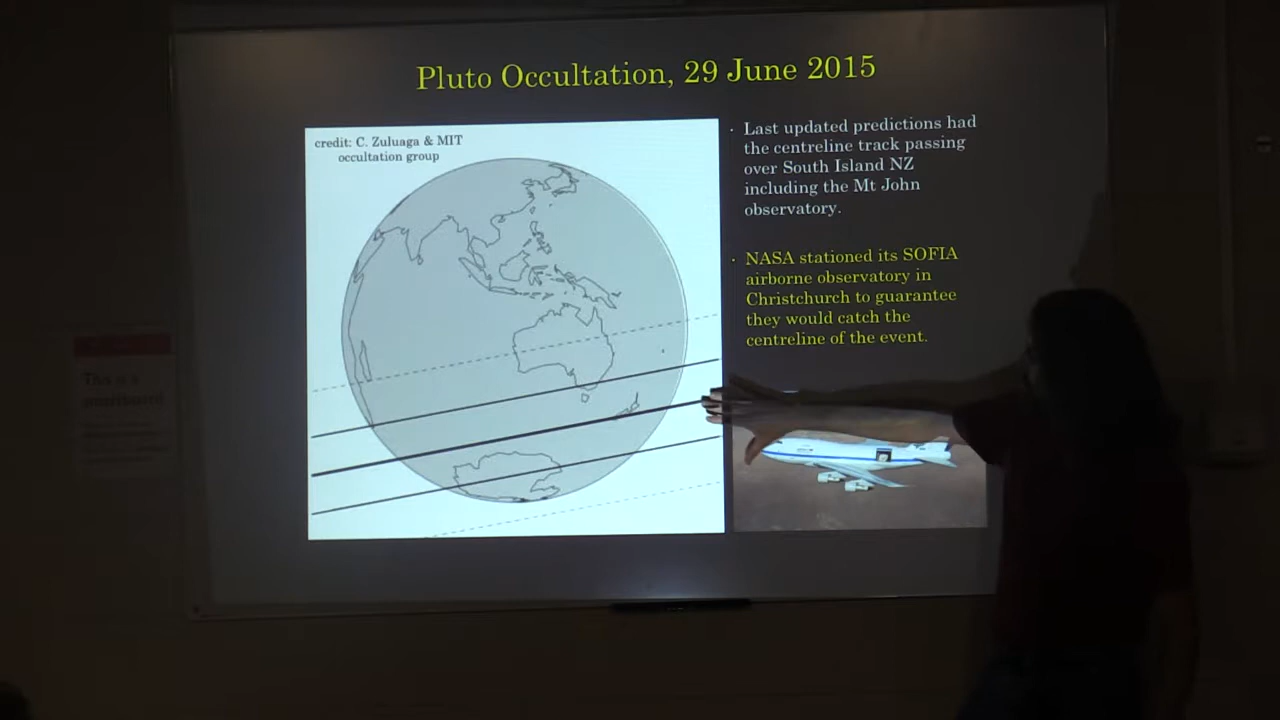 Pluto Occultation, 29 June 2015
credit: C. Zuluaga & MIT
occultation group
· Last updated predictions had
the centreline track passing
over South Island NZ
including the Mt John
observatory.
· NASA stationed its SOFIA
airborne observatory in
Christchurch to guarantee
they would catch the
centreline of the event.
This is a